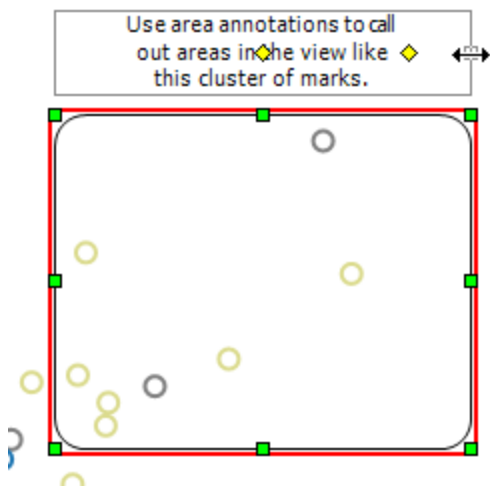 Use area annotations to call
out areas in the view like
this cluster of marks.